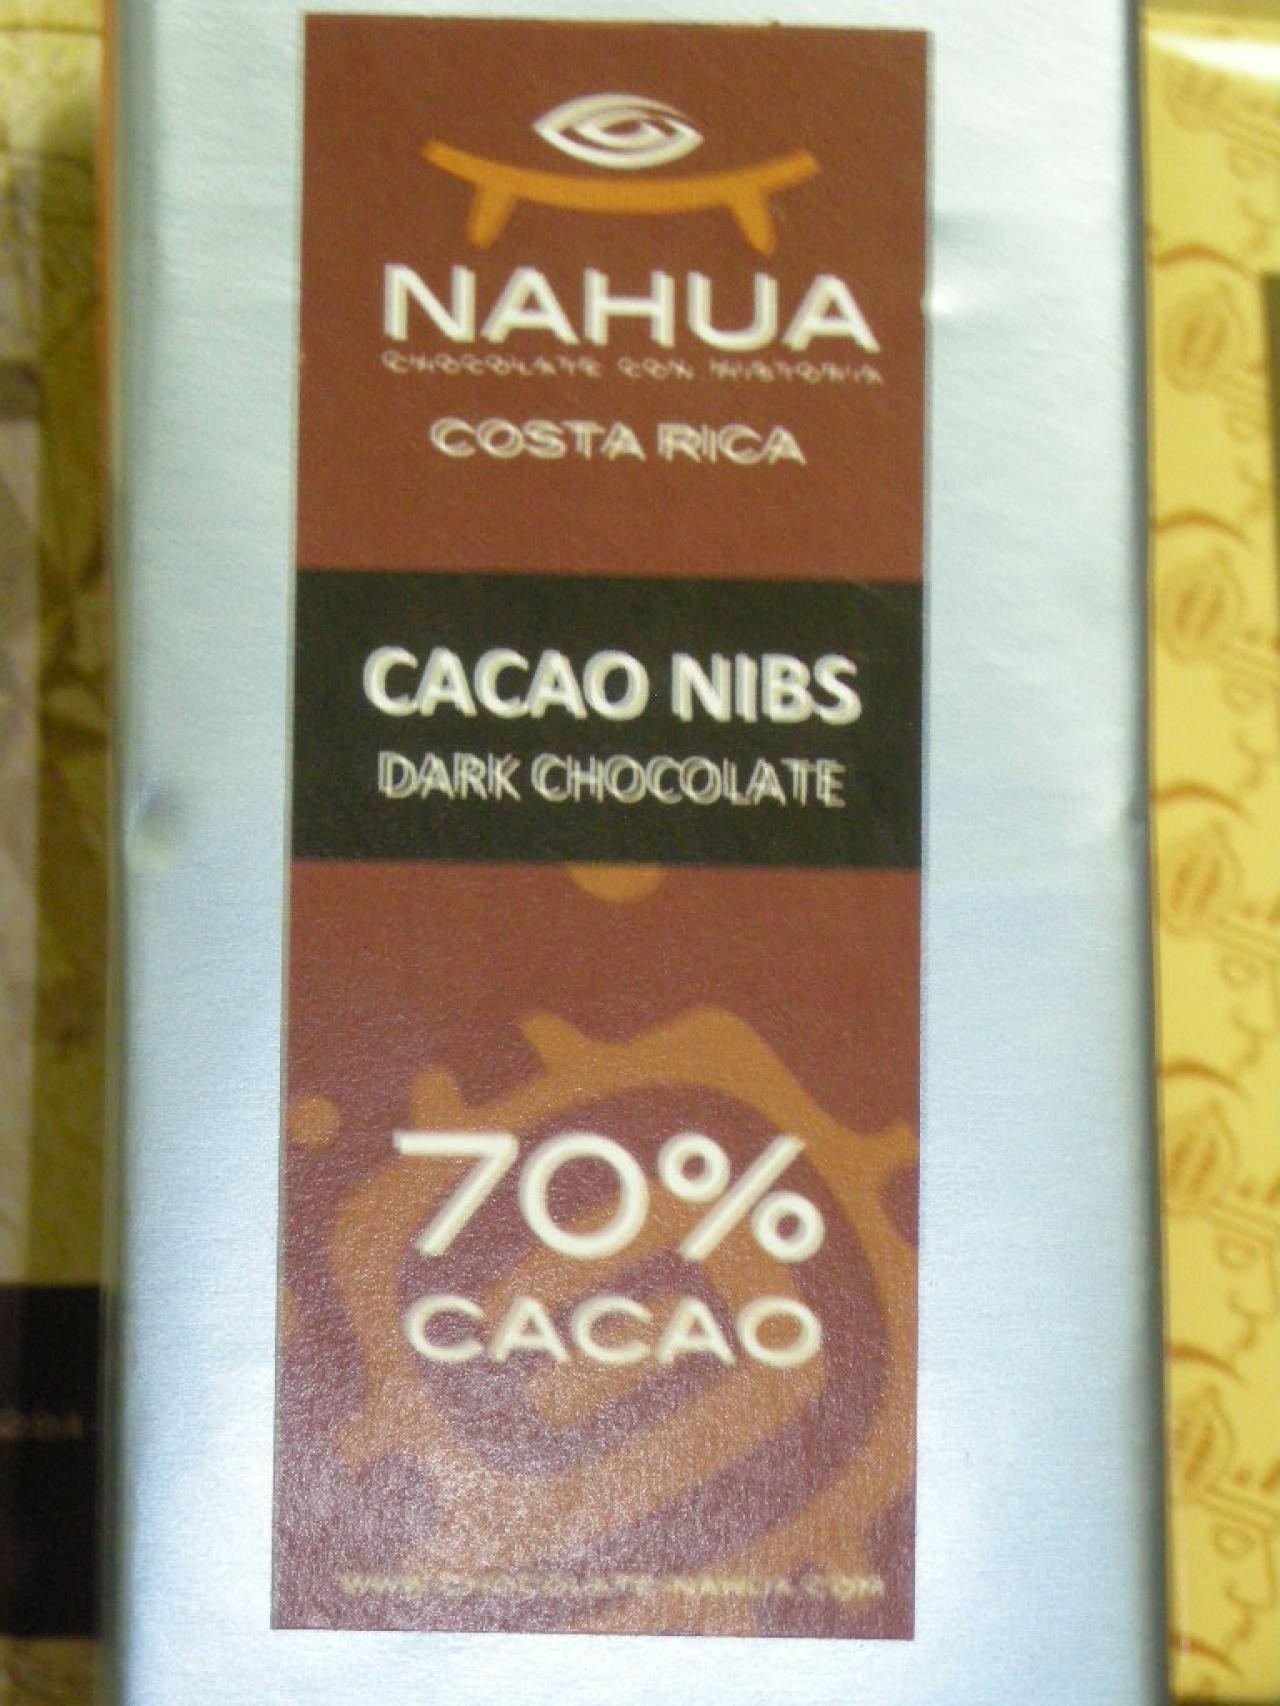 NAHUA
CHOCOLATE CON HISTORIA
COSTA RICA
CACAO NIBS
DARK CHOCOLATE
70%
CACAO
WWW.CHOCOLATE-NAHUA.COM